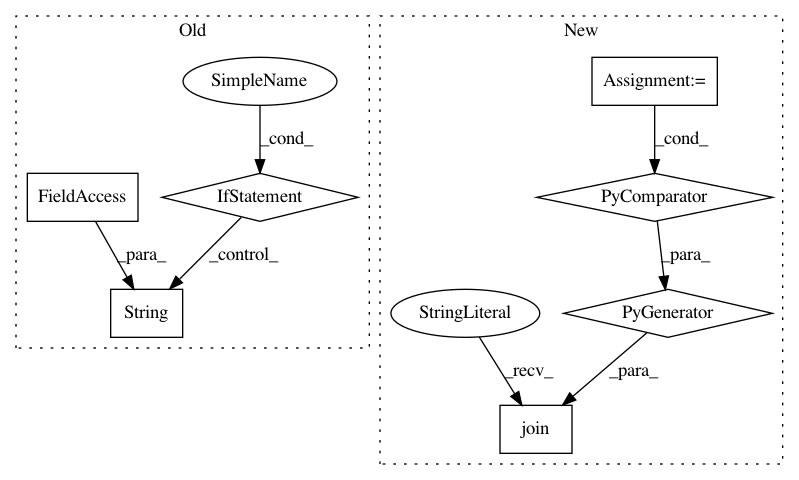 Old
New
SimpleName
Assignment:=
_cond_
_cond_
FieldAccess
IfStatement
PyComparator
_para_
_control_
_para_
String
StringLiteral
PyGenerator
_recv_
_para_
join